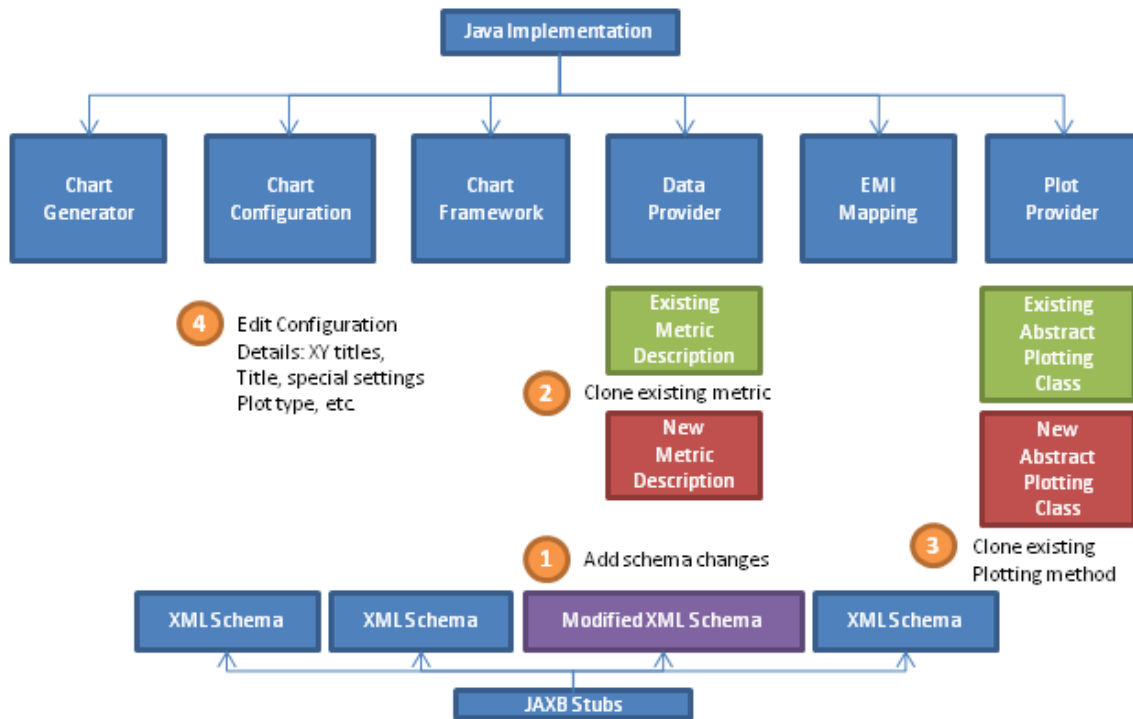 Java Implementation
Chart
Generator
Chart
Configuration
Chart
Framework
Data
Provider
EMI
Mapping
Plot
Provider
4
Edit Configuration
Details: XY titles,
Title, special settings
Plot type, etc.
Existing
Metric
Description
2
Clone existing metric
New
Metric
Description
Existing
Abstract
Plotting
Class
New
Abstract
Plotting
Class
3
Clone existing
Plotting method
1
Add schema changes
XML Schema
XML Schema
Modified XML Schema
XML Schema
JAXB Stubs